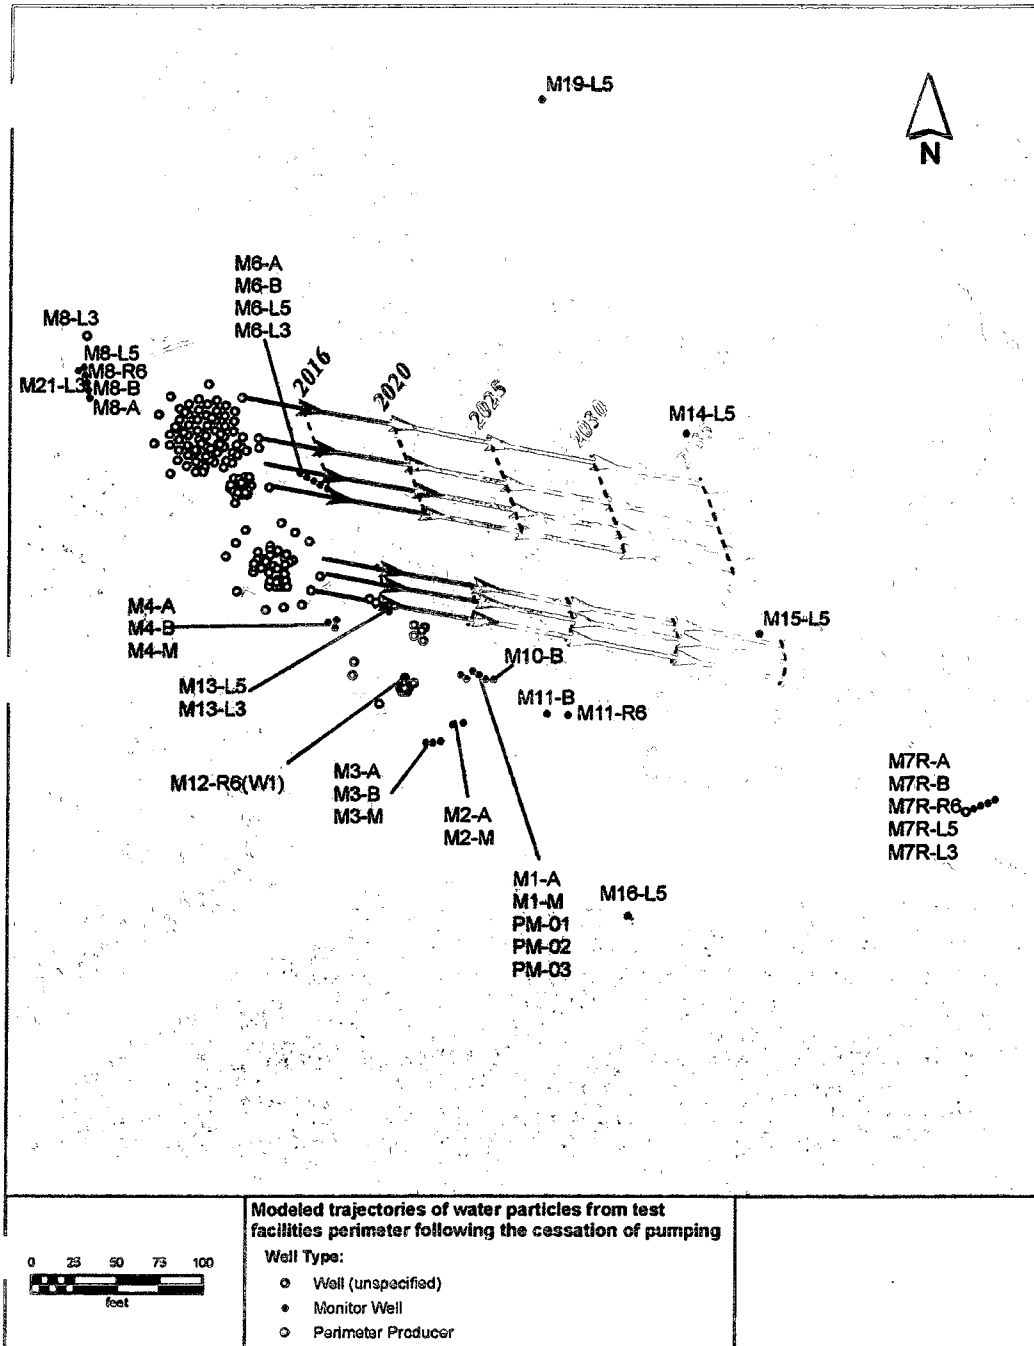 M19-L5
N
M6-A
M6-B
M6-L5
M6-L3
M8-L3
M8-L5
M8-R6
M21-L3
M8-B
M8-A
2016
2020
2025
2030
M14-L5
M4-A
M4-B
M4-M
M15-L5
M13-L5
M13-L3
M10-B
M11-B
M11-R6
M12-R6(W1)
M3-A
M3-B
M3-M
M2-A
M2-M
M7R-A
M7R-B
M7R-R6
M7R-L5
M7R-L3
M1-A
M1-M
PM-01
PM-02
PM-03
M16-L5
Modeled trajectories of water particles from test
facilities perimeter following the cessation of pumping
Well Type:
Well (unspecified)
Monitor Well
Perimeter Producer
0 25 50 75 100
feet